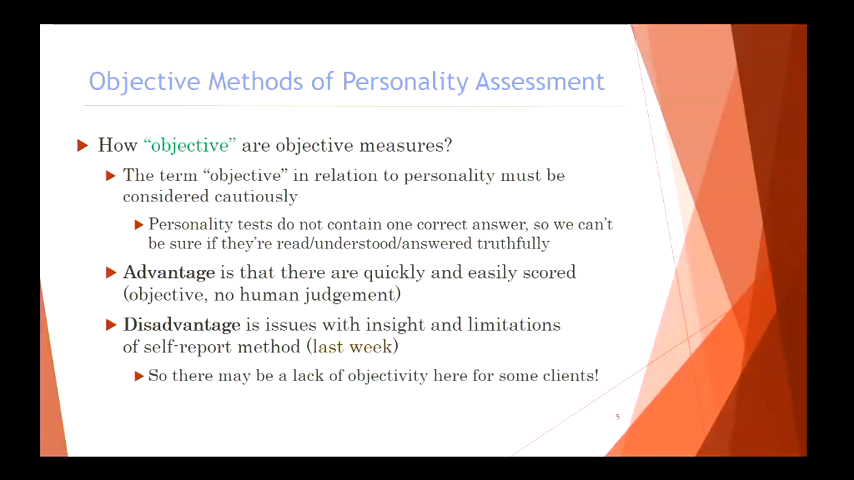 Objective Methods of Personality Assessment
How “objective” are objective measures?
The term “objective” in relation to personality must be
considered cautiously
Personality tests do not contain one correct answer, so we can’t
be sure if they’re read/understood/answered truthfully
Advantage is that there are quickly and easily scored
(objective, no human judgement)
Disadvantage is issues with insight and limitations
of self-report method (last week)
So there may be a lack of objectivity here for some clients!
5